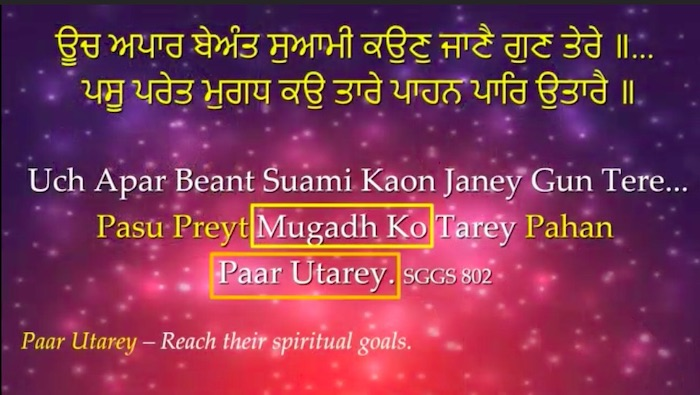 ਊਚ ਅਪਾਰ ਬੇਅੰਤ ਸੁਆਮੀ ਕਉਣੁ ਜਾਣੈ ਗੁਣ ਤੇਰੇ ॥...
ਪਸੂ ਪਰੇਤ ਮੁਗਧ ਕਉ ਤਾਰੇ ਪਾਹਨ ਪਾਰਿ ਉਤਾਰੈ ॥
Uch Apar Beant Suami Kaon Janey Gun Tere...
Pasu Preyt Mugadh Ko Tarey Pahan
Paar Utarey. SGGS 802
Paar Utarey – Reach their spiritual goals.